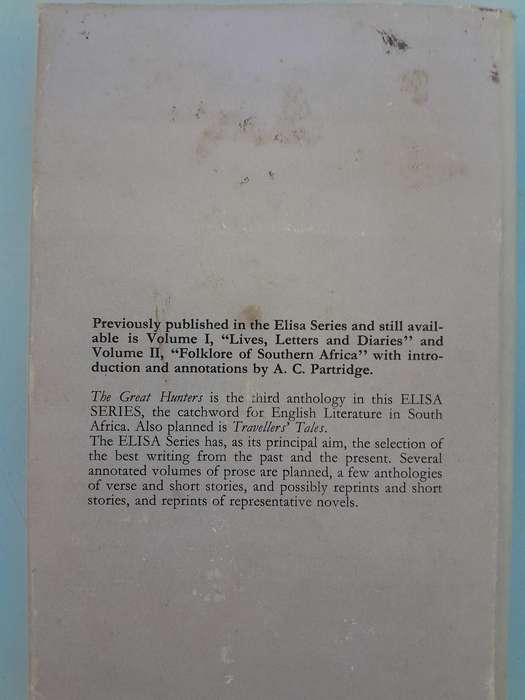 Previously published in the Elisa Series and still avail-
able is Volume I, "Lives, Letters and Diaries" and
Volume II, "Folklore of Southern Africa" with intro-
duction and annotations by A. C. Partridge.
The Great Hunters is the third anthology in this ELISA
SERIES, the catchword for English Literature in South
Africa. Also planned is Travellers' Tales.
The ELISA Series has, as its principal aim, the selection of
the best writing from the past and the present. Several
annotated volumes of prose are planned, a few anthologies
of verse and short stories, and possibly reprints and short
stories, and reprints of representative novels.